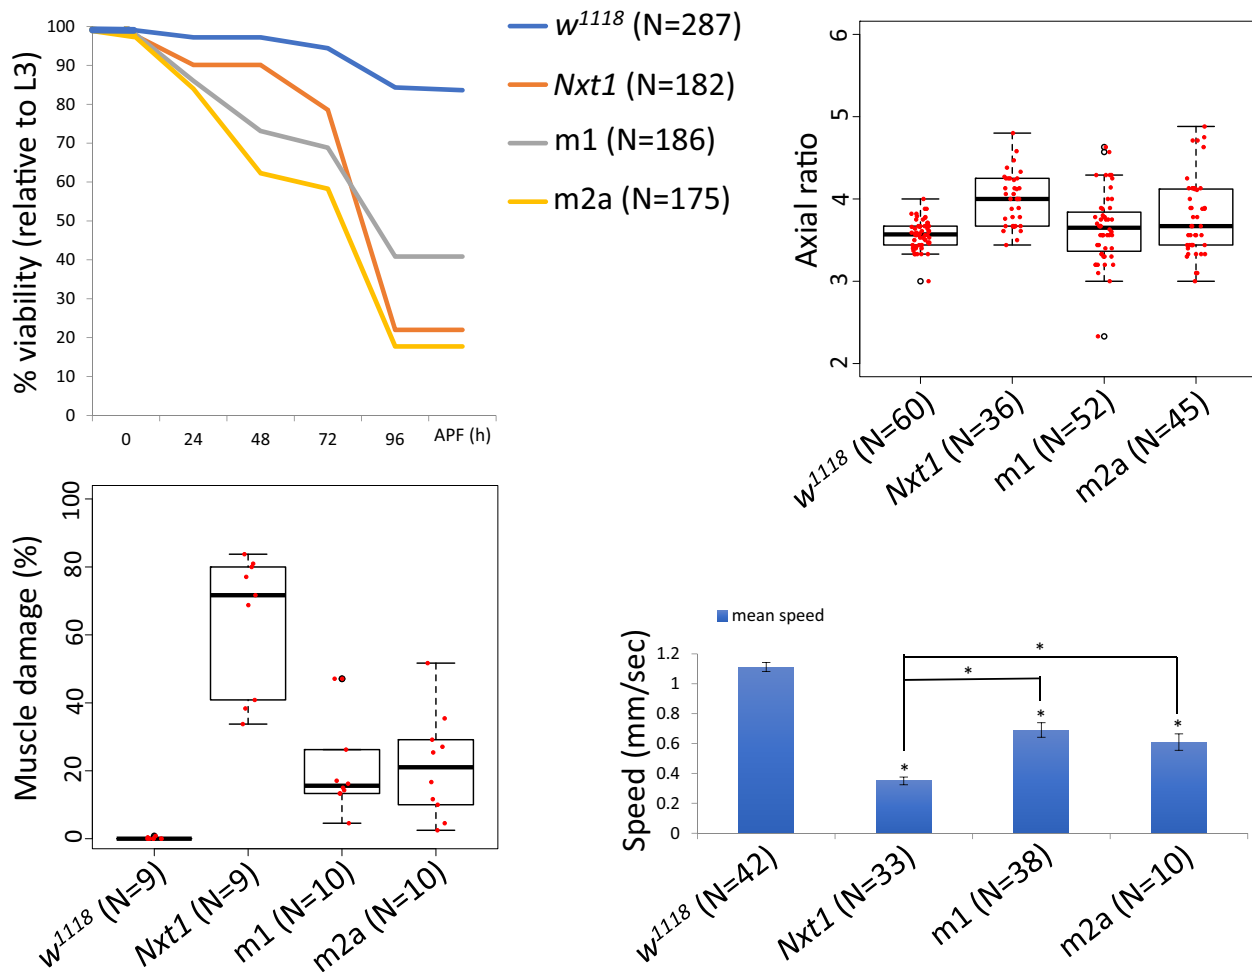 % viability (relative to L3)
100
90
80
70
60
50
40
30
20
10
0
0 24 48 72 96 APF (h)
w1118 (N=287)
Nxt1 (N=182)
m1 (N=186)
m2a (N=175)
Axial ratio
6
5
4
3
2
w1118 (N=60)
Nxt1 (N=36)
m1 (N=52)
m2a (N=45)
Muscle damage (%)
100
80
60
40
20
0
w1118 (N=9)
Nxt1 (N=9)
m1 (N=10)
m2a (N=10)
mean speed
Speed (mm/sec)
1.2
1
0.8
0.6
0.4
0.2
0
*
*
*
*
*
w1118 (N=42)
Nxt1 (N=33)
m1 (N=38)
m2a (N=10)